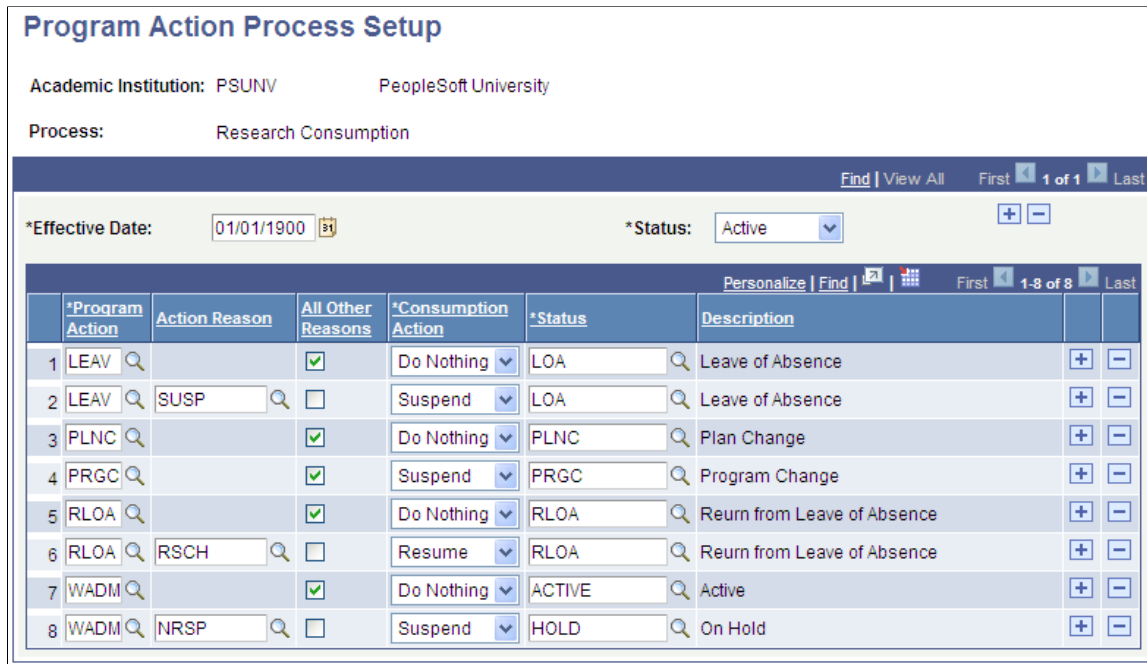 Program Action Process Setup
Academic Institution: PSUNV PeopleSoft University
Process: Research Consumption
Find | View All First 1 of 1 Last
*Effective Date: 01/01/1900 31 *Status: Active
Personalize | Find | | First 1-8 of 8 Last
*Program Action Action Reason All Other Reasons *Consumption Action *Status Description
1 LEAV Do Nothing LOA Leave of Absence
2 LEAV SUSP Suspend LOA Leave of Absence
3 PLNC Do Nothing PLNC Plan Change
4 PRGC Suspend PRGC Program Change
5 RLOA Do Nothing RLOA Reurn from Leave of Absence
6 RLOA RSCH Resume RLOA Reurn from Leave of Absence
7 WADM Do Nothing ACTIVE Active
8 WADM NRSP Suspend HOLD On Hold